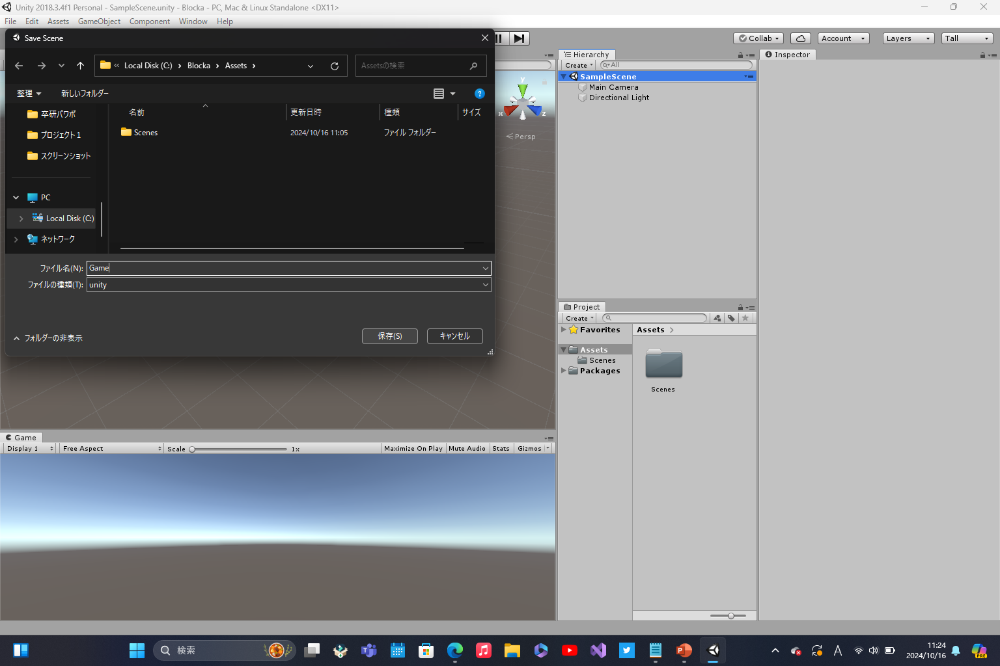 Unity 2018.3.4f1 Personal - SampleScene.unity - Blocka - PC, Mac & Linux Standalone <DX11>
File Edit Assets GameObject Component Window Help
Collab Account Layers Tall
Save Scene
Local Disk (C:) Blocka Assets
Assetsの検索
整理 新しいフォルダー
卒研パワポ
プロジェクト1
スクリーンショット
PC
Local Disk (C:)
ネットワーク
名前 更新日時 種類 サイズ
Scenes 2024/10/16 11:05 ファイル フォルダー
ファイル名(N): Game
ファイルの種類(T): unity
フォルダーの非表示 保存(S) キャンセル
y
x z
Persp
Hierarchy
Create All
SampleScene
Main Camera
Directional Light
Inspector
Project
Create
Favorites
Assets
Scenes
Packages
Assets
Scenes
Game
Display 1 Free Aspect Scale 1x Maximize On Play Mute Audio Stats Gizmos
検索
A
11:24
2024/10/16
PRE